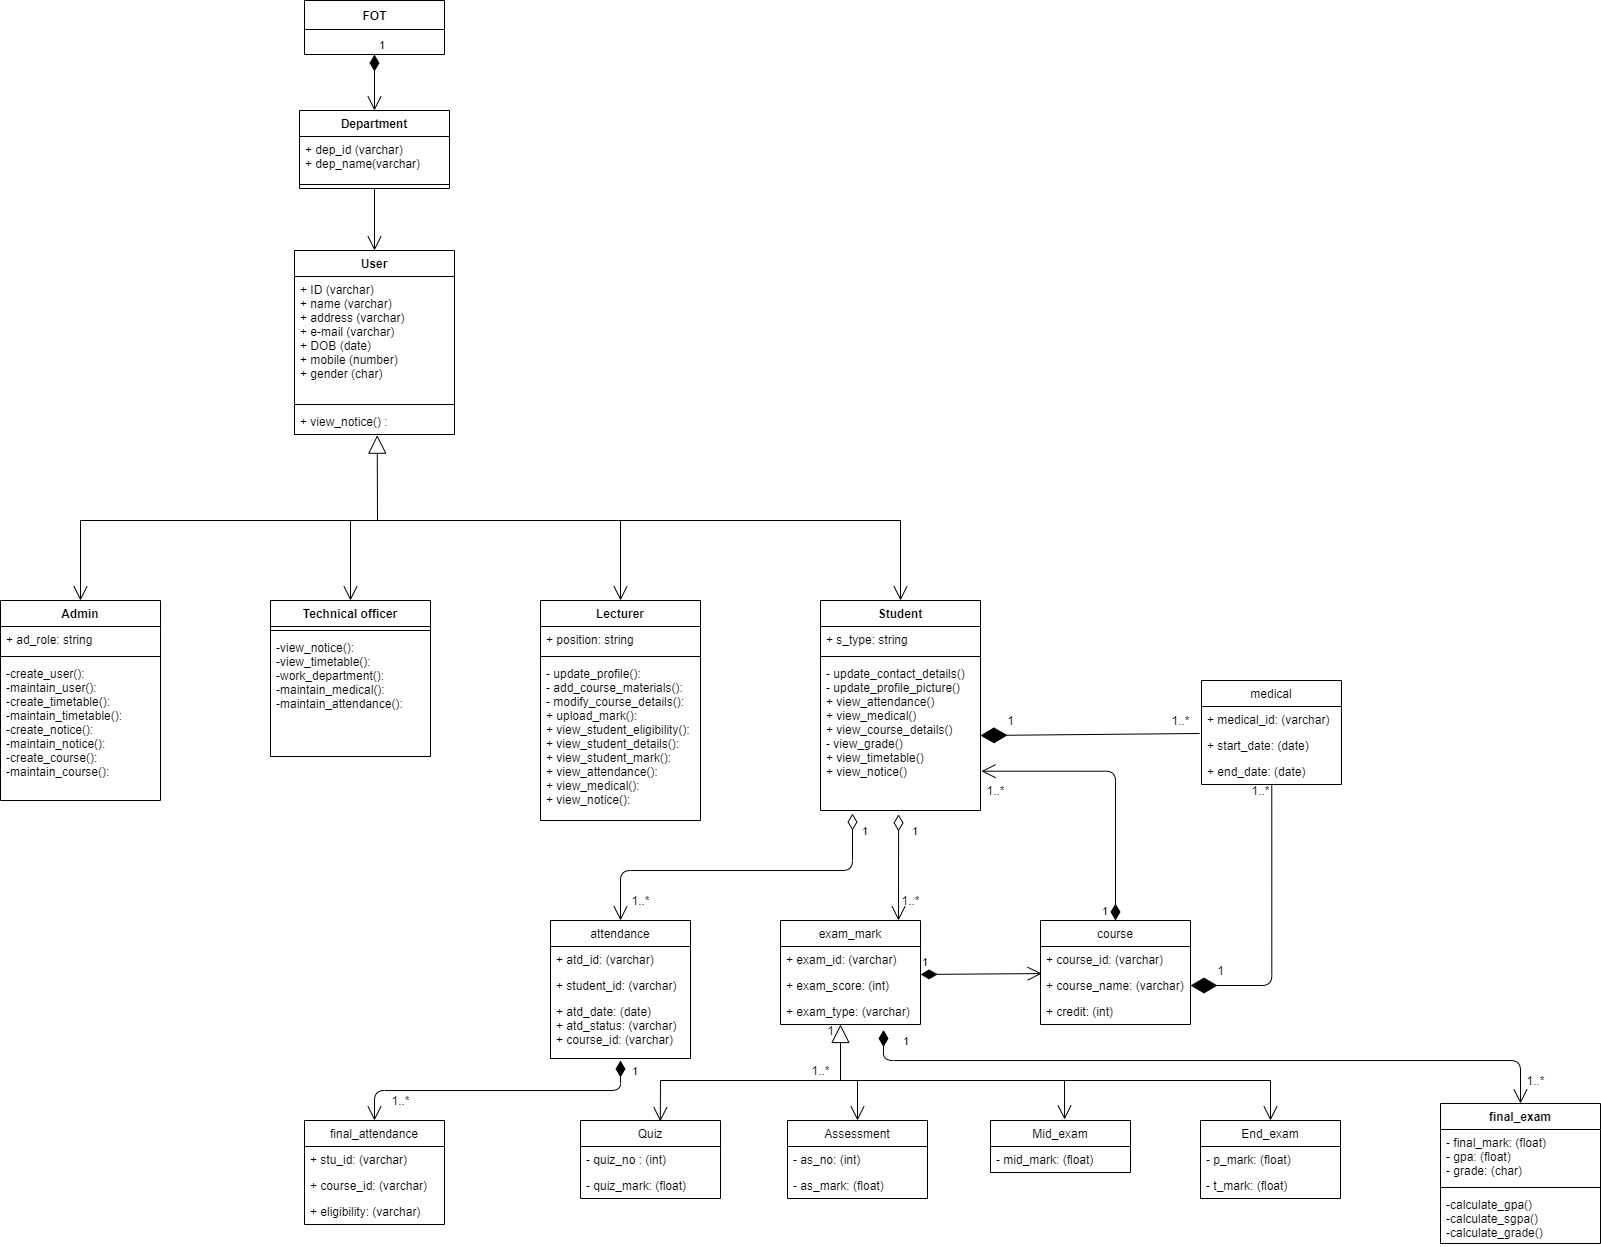 FOT
1
Department
+ dep_id (varchar)
+ dep_name(varchar)
User
+ ID (varchar)
+ name (varchar)
+ address (varchar)
+ e-mail (varchar)
+ DOB (date)
+ mobile (number)
+ gender (char)
+ view_notice() :
Admin
+ ad_role: string
-create_user():
-maintain_user():
-create_timetable():
-maintain_timetable():
-create_notice():
-maintain_notice():
-create_course():
-maintain_course():
Technical officer
-view_notice():
-view_timetable():
-work_department():
-maintain_medical():
-maintain_attendance():
Lecturer
+ position: string
- update_profile():
- add_course_materials():
- modify_course_details():
+ upload_mark():
+ view_student_eligibility():
+ view_student_details():
+ view_student_mark():
+ view_attendance():
+ view_medical():
+ view_notice():
Student
+ s_type: string
- update_contact_details()
- update_profile_picture()
+ view_attendance()
+ view_medical()
+ view_course_details()
- view_grade()
+ view_timetable()
+ view_notice()
1
1..*
medical
+ medical_id: (varchar)
+ start_date: (date)
+ end_date: (date)
1..*
1..*
1
1
1..*
1..*
1
attendance
+ atd_id: (varchar)
+ student_id: (varchar)
+ atd_date: (date)
+ atd_status: (varchar)
+ course_id: (varchar)
exam_mark
+ exam_id: (varchar)
+ exam_score: (int)
+ exam_type: (varchar)
1
course
+ course_id: (varchar)
+ course_name: (varchar)
+ credit: (int)
1
1
1
1
1..*
1..*
1..*
final_attendance
+ stu_id: (varchar)
+ course_id: (varchar)
+ eligibility: (varchar)
Quiz
- quiz_no : (int)
- quiz_mark: (float)
Assessment
- as_no: (int)
- as_mark: (float)
Mid_exam
- mid_mark: (float)
End_exam
- p_mark: (float)
- t_mark: (float)
final_exam
- final_mark: (float)
- gpa: (float)
- grade: (char)
-calculate_gpa()
-calculate_sgpa()
-calculate_grade()